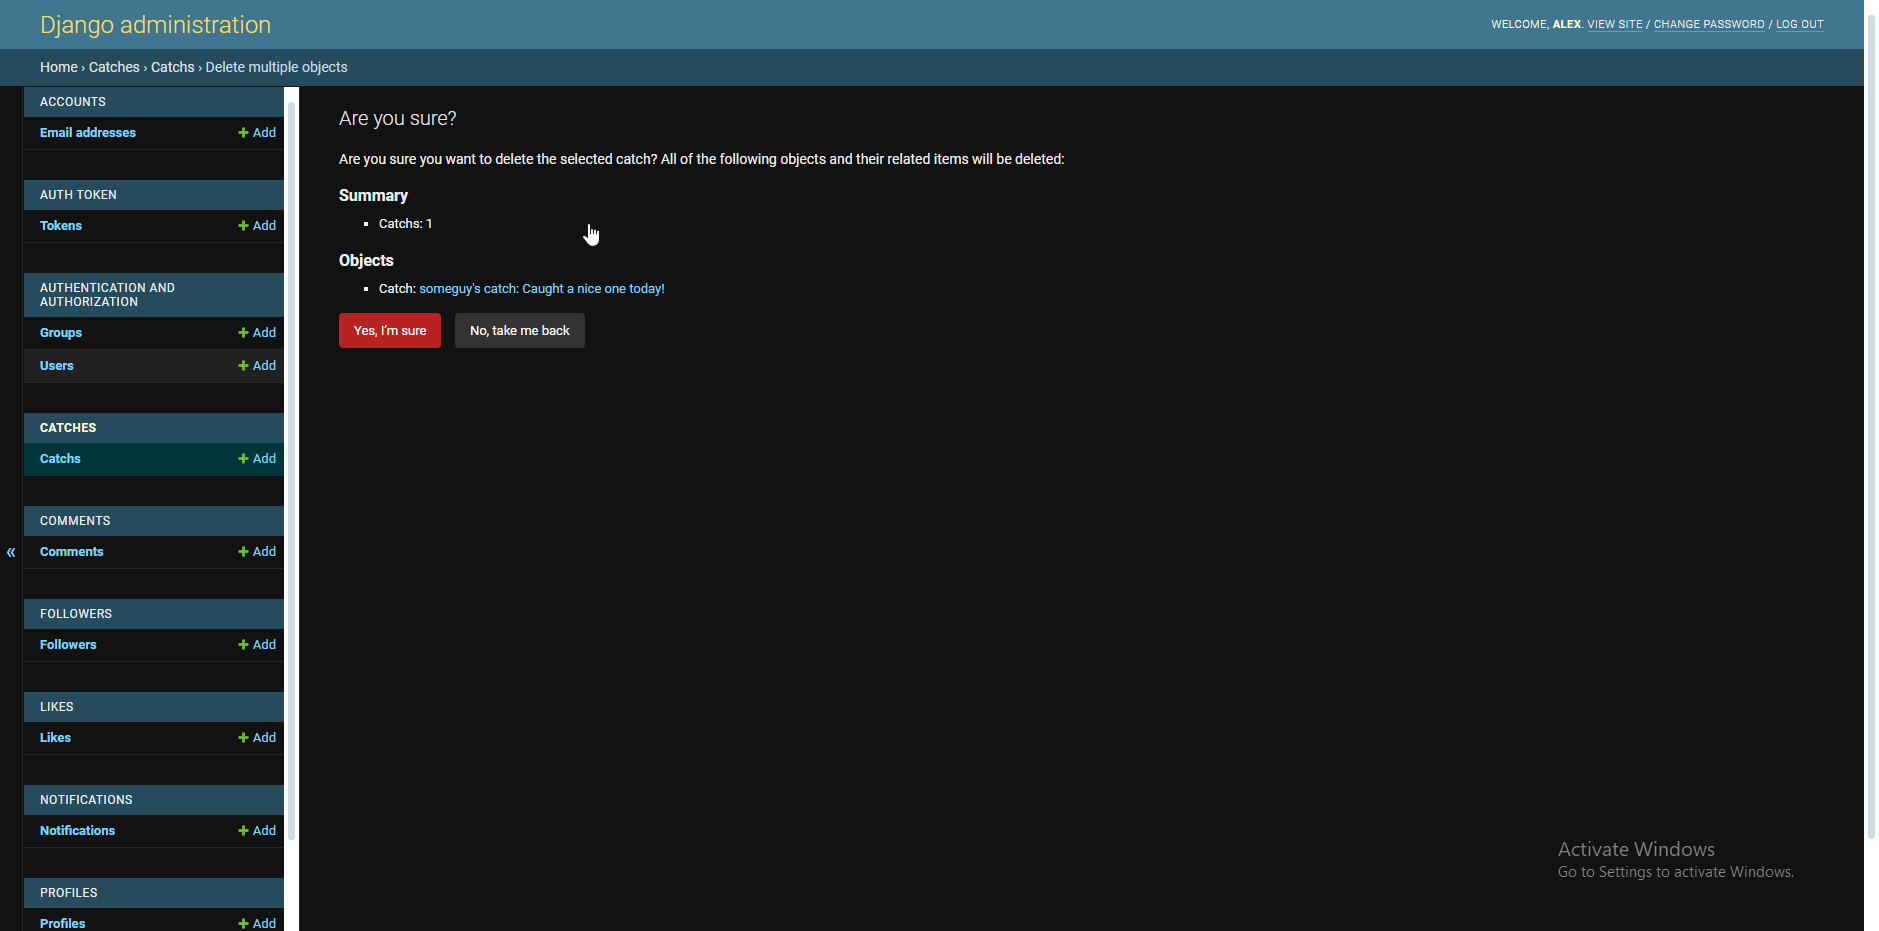 Django administration
WELCOME, ALEX. VIEW SITE / CHANGE PASSWORD / LOG OUT
Home › Catches › Catchs › Delete multiple objects
ACCOUNTS
Email addresses
Add
AUTH TOKEN
Tokens
Add
AUTHENTICATION AND
AUTHORIZATION
Groups
Add
Users
Add
CATCHES
Catchs
Add
COMMENTS
Comments
Add
FOLLOWERS
Followers
Add
LIKES
Likes
Add
NOTIFICATIONS
Notifications
Add
PROFILES
Profiles
Add
«
Are you sure?
Are you sure you want to delete the selected catch? All of the following objects and their related items will be deleted:
Summary
Catchs: 1
Objects
Catch: someguy's catch: Caught a nice one today!
Yes, I’m sure
No, take me back
Activate Windows
Go to Settings to activate Windows.